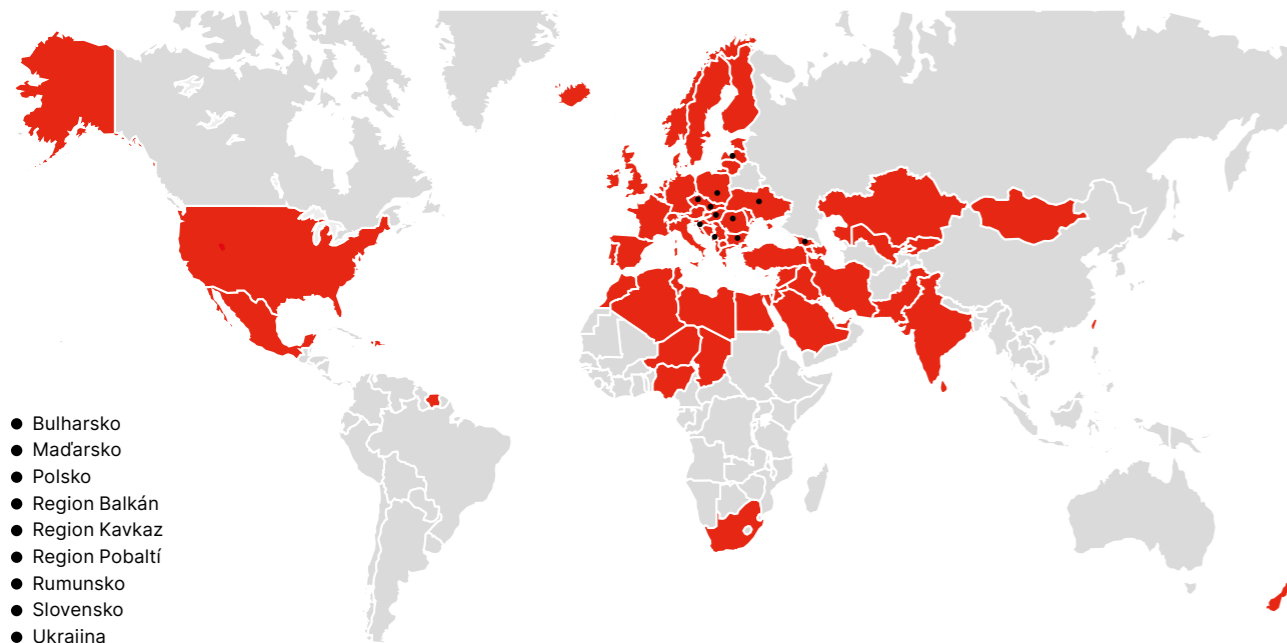 Bulharsko
Maďarsko
Polsko
Region Balkán
Region Kavkaz
Region Pobaltí
Rumunsko
Slovensko
Ukrajina